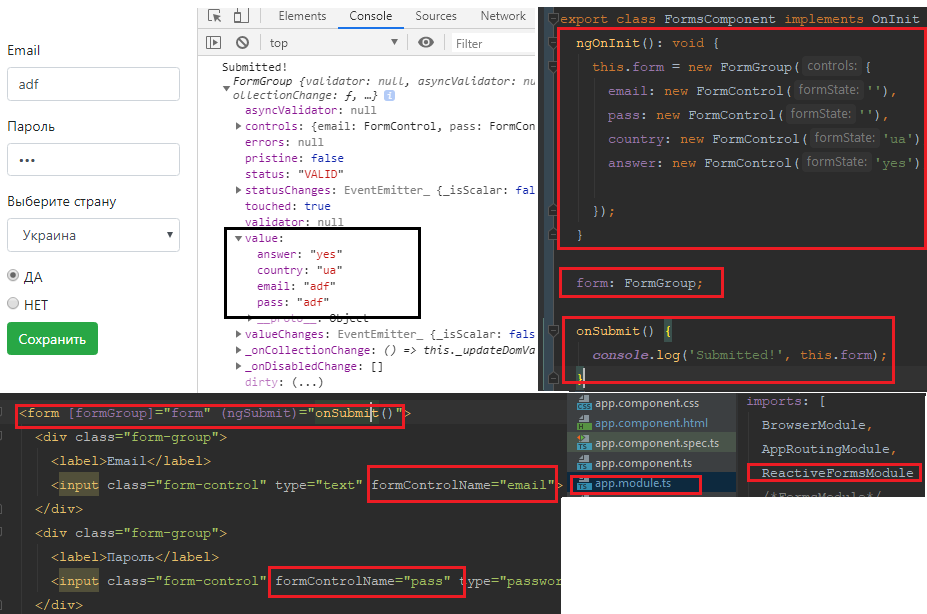 Email
adf
Пароль
•••
Выберите страну
Украина
ДА
НЕТ
Сохранить
Elements Console Sources Network
top
Filter
Submitted!
FormGroup {validator: null, asyncValidator: nu
ollectionChange: ƒ, …}
asyncValidator: null
controls: {email: FormControl, pass: FormCon
errors: null
pristine: false
status: "VALID"
statusChanges: EventEmitter_ {_isScalar: fal
touched: true
validator: null
value:
answer: "yes"
country: "ua"
email: "adf"
pass: "adf"
__proto__: Object
valueChanges: EventEmitter_ {_isScalar: fals
_onCollectionChange: () => this._updateDomVa
_onDisabledChange: []
dirty: (...)
export class FormsComponent implements OnInit
ngOnInit(): void {
this.form = new FormGroup( controls: {
email: new FormControl( formState: ''),
pass: new FormControl( formState: ''),
country: new FormControl( formState: 'ua')
answer: new FormControl( formState: 'yes')
});
}
form: FormGroup;
onSubmit() {
console.log('Submitted!', this.form);
}
<form [formGroup]="form" (ngSubmit)="onSubmit()">
<div class="form-group">
<label>Email</label>
<input class="form-control" type="text" formControlName="email">
</div>
<div class="form-group">
<label>Пароль</label>
<input class="form-control" formControlName="pass" type="passwor
</div>
app.component.css
app.component.html
app.component.spec.ts
app.component.ts
app.module.ts
imports: [
BrowserModule,
AppRoutingModule,
ReactiveFormsModule
/*FormsModule*/